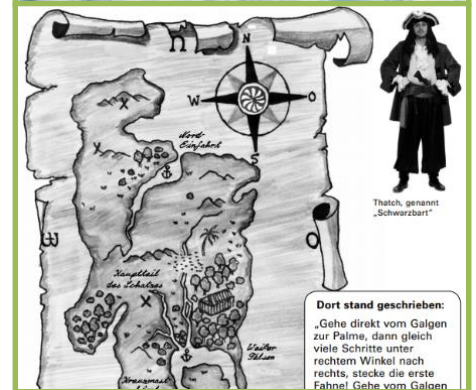 n
N
W
O
S
Nord-
Einfahrt
Thatch, genannt
„Schwarzbart"
O
Hauptteil
des Schatzes
X
Weißer
Felsen
Kreuzmast
Dort stand geschrieben:
„Gehe direkt vom Galgen
zur Palme, dann gleich
viele Schritte unter
rechtem Winkel nach
rechts, stecke die erste
Fahne! Gehe vom Galgen